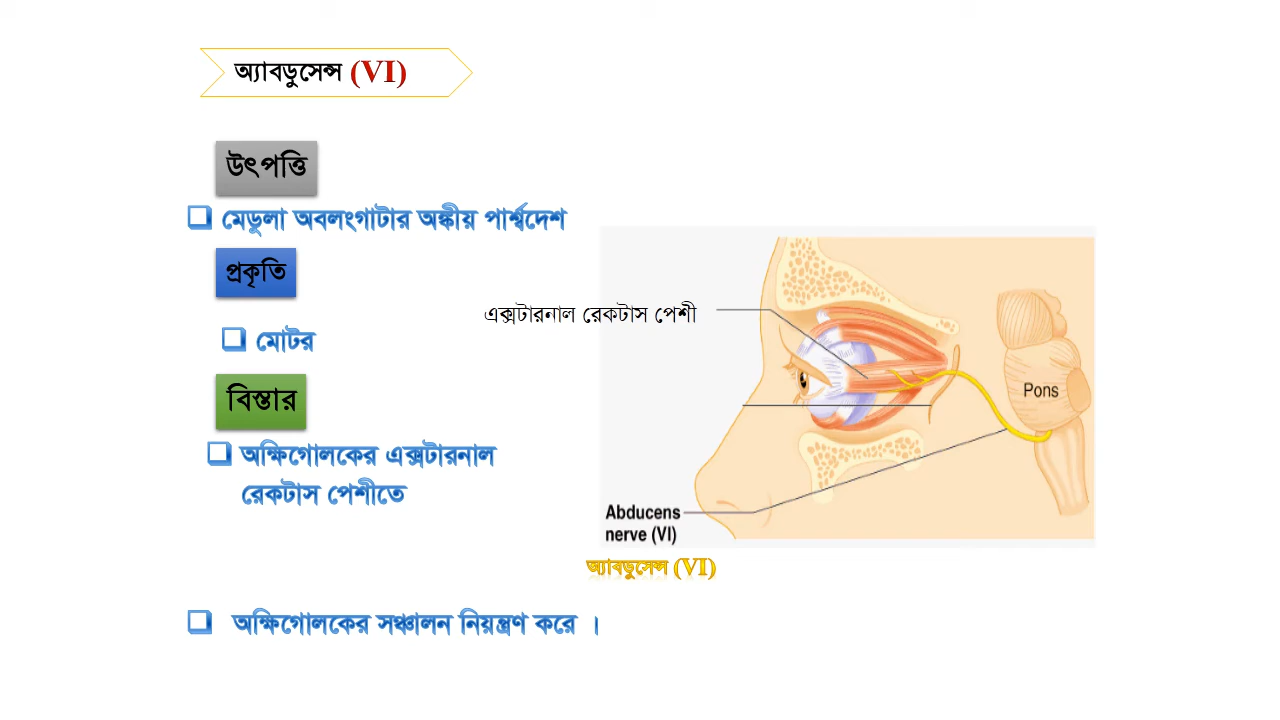 অ্যাবডুসেন্স (VI)
উৎপত্তি
মেডুলা অবলংগাটার অঙ্কীয় পার্শ্বদেশ
প্রকৃতি
মোটর
বিস্তার
অক্ষিগোলকের এক্সটারনাল
রেকটাস পেশীতে
এক্সটারনাল রেকটাস পেশী
Pons
Abducens
nerve (VI)
অ্যাবডুসেন্স (VI)
অক্ষিগোলকের সঞ্চালন নিয়ন্ত্রণ করে ।